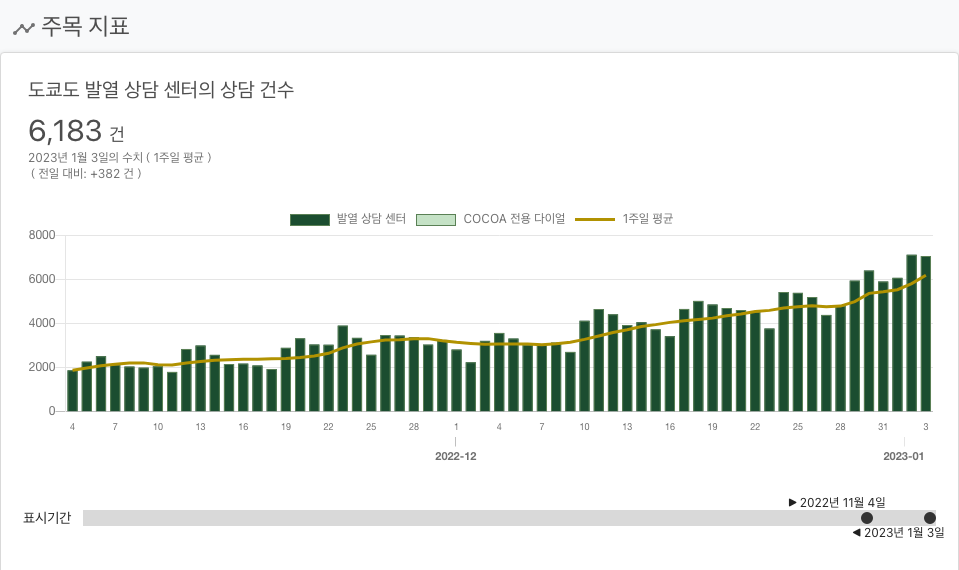 주목 지표
도쿄도 발열 상담 센터의 상담 건수
6,183 건
2023년 1월 3일의 수치 ( 1주일 평균 )
( 전일 대비: +382 건 )
발열 상담 센터 COCOA 전용 다이얼 1주일 평균
8000
6000
4000
2000
0
4 7 10 13 16 19 22 25 28 1 4 7 10 13 16 19 22 25 28 31 3
2022-12 2023-01
▶ 2022년 11월 4일
표시기간
◀ 2023년 1월 3일